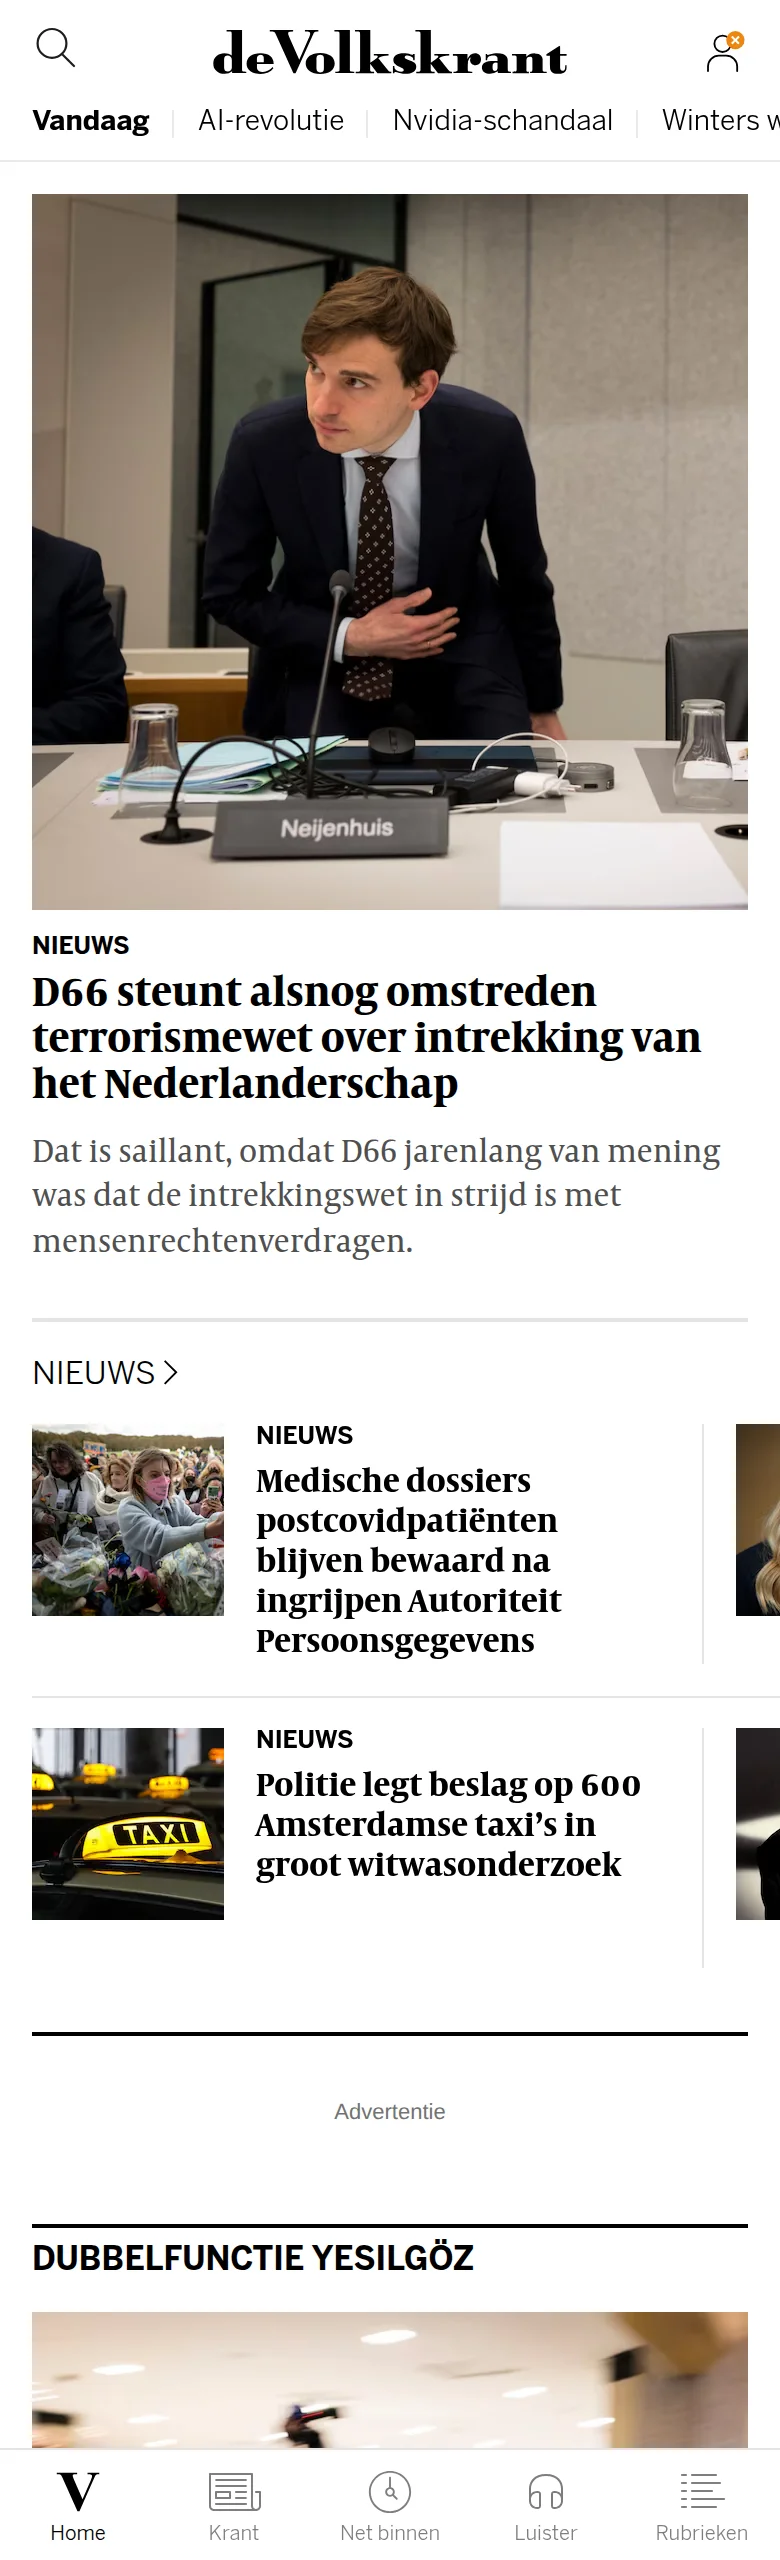 deVolkskrant
Vandaag
AI-revolutie
Nvidia-schandaal
Winters w
Neijenhuis
NIEUWS
D66 steunt alsnog omstreden
terrorismewet over intrekking van
het Nederlanderschap
Dat is saillant, omdat D66 jarenlang van mening
was dat de intrekkingswet in strijd is met
mensenrechtenverdragen.
NIEUWS
NIEUWS
Medische dossiers
postcovidpatiënten
blijven bewaard na
ingrijpen Autoriteit
Persoonsgegevens
NIEUWS
Politie legt beslag op 600
Amsterdamse taxi’s in
groot witwasonderzoek
TAXI
Advertentie
DUBBELFUNCTIE YESILGÖZ
V
Home
Krant
Net binnen
Luister
Rubrieken